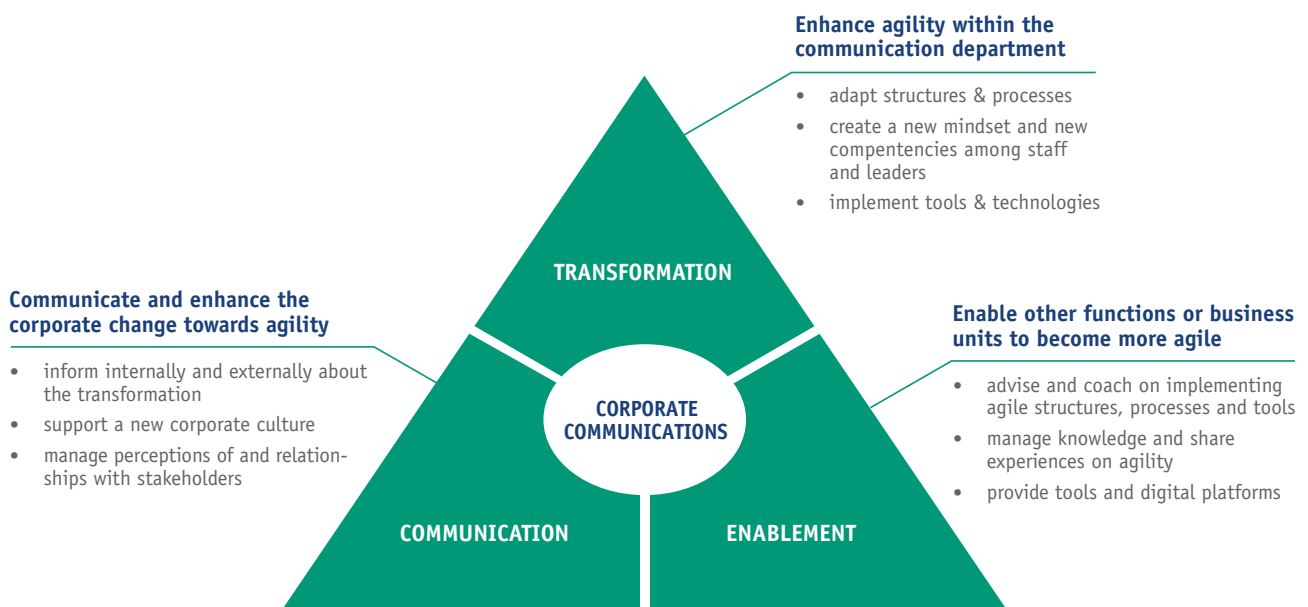 Enhance agility within the
communication department
• adapt structures & processes
• create a new mindset and new
compentencies among staff
and leaders
• implement tools & technologies
TRANSFORMATION
Communicate and enhance the
corporate change towards agility
• inform internally and externally about
the transformation
• support a new corporate culture
• manage perceptions of and relation-
ships with stakeholders
Enable other functions or business
units to become more agile
• advise and coach on implementing
agile structures, processes and tools
• manage knowledge and share
experiences on agility
• provide tools and digital platforms
CORPORATE
COMMUNICATIONS
COMMUNICATION
ENABLEMENT